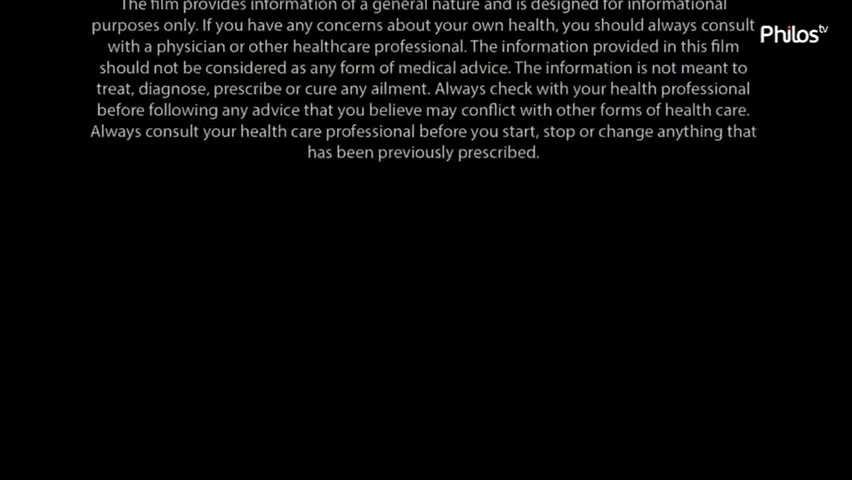 The film provides information of a general nature and is designed for informational
purposes only. If you have any concerns about your own health, you should always consult
with a physician or other healthcare professional. The information provided in this film
should not be considered as any form of medical advice. The information is not meant to
treat, diagnose, prescribe or cure any ailment. Always check with your health professional
before following any advice that you believe may conflict with other forms of health care.
Always consult your health care professional before you start, stop or change anything that
has been previously prescribed.
Philos tv